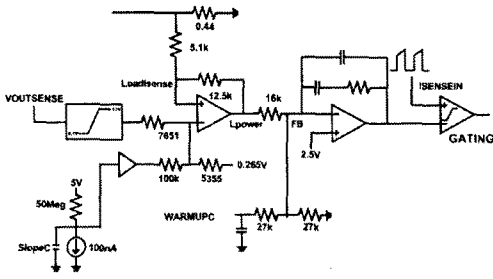 0.44
5.1k
Loadisense
12.5k
VOUTSENSE
7651
Lpower
16k
FB
ISENSEIN
GATING
2.5V
100k
5355
0.265V
5V
50Meg
WARMUPC
27k
27k
SlopeC
100nA